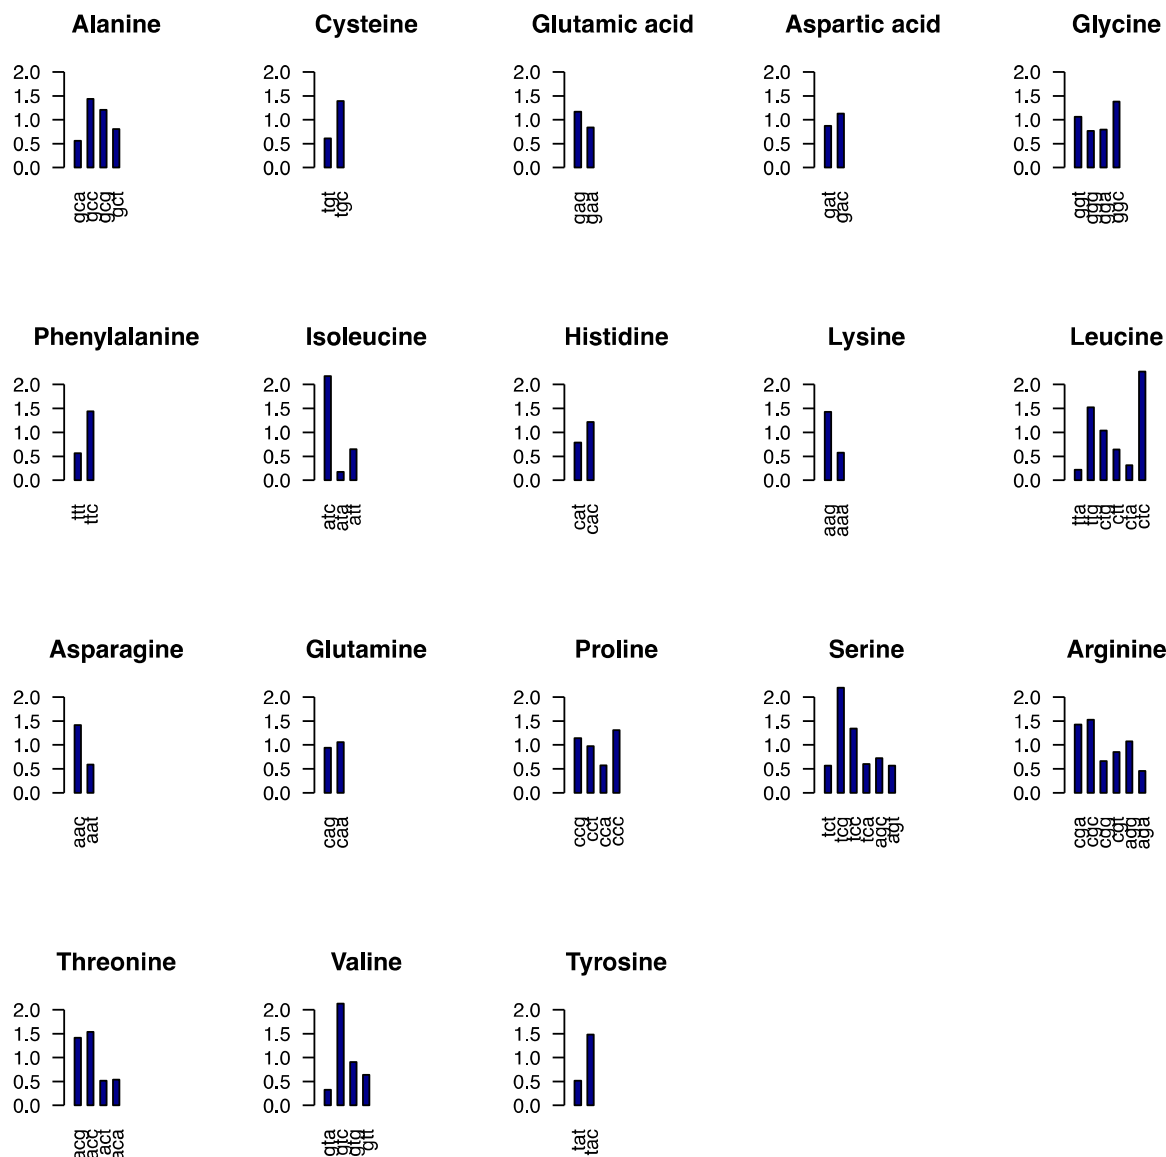 Alanine Cysteine Glutamic acid Aspartic acid Glycine
2.0 2.0 2.0 2.0 2.0
1.5 1.5 1.5 1.5 1.5
1.0 1.0 1.0 1.0 1.0
0.5 0.5 0.5 0.5 0.5
0.0 0.0 0.0 0.0 0.0
gca gcc gcg gct tgt tgc gag gaa gat gac ggt ggg gga ggc
Phenylalanine Isoleucine Histidine Lysine Leucine
2.0 2.0 2.0 2.0 2.0
1.5 1.5 1.5 1.5 1.5
1.0 1.0 1.0 1.0 1.0
0.5 0.5 0.5 0.5 0.5
0.0 0.0 0.0 0.0 0.0
ttt ttc atc ata att cat cac aag aaa tta ttg ctg ctt cta ctc
Asparagine Glutamine Proline Serine Arginine
2.0 2.0 2.0 2.0 2.0
1.5 1.5 1.5 1.5 1.5
1.0 1.0 1.0 1.0 1.0
0.5 0.5 0.5 0.5 0.5
0.0 0.0 0.0 0.0 0.0
aac aat cag caa ccg cct cca ccc tct tcg tcc tca agc agt cga cgc cgg cgt agg aga
Threonine Valine Tyrosine
2.0 2.0 2.0
1.5 1.5 1.5
1.0 1.0 1.0
0.5 0.5 0.5
0.0 0.0 0.0
acg acc act aca gta gtc gtg gtt tat tac